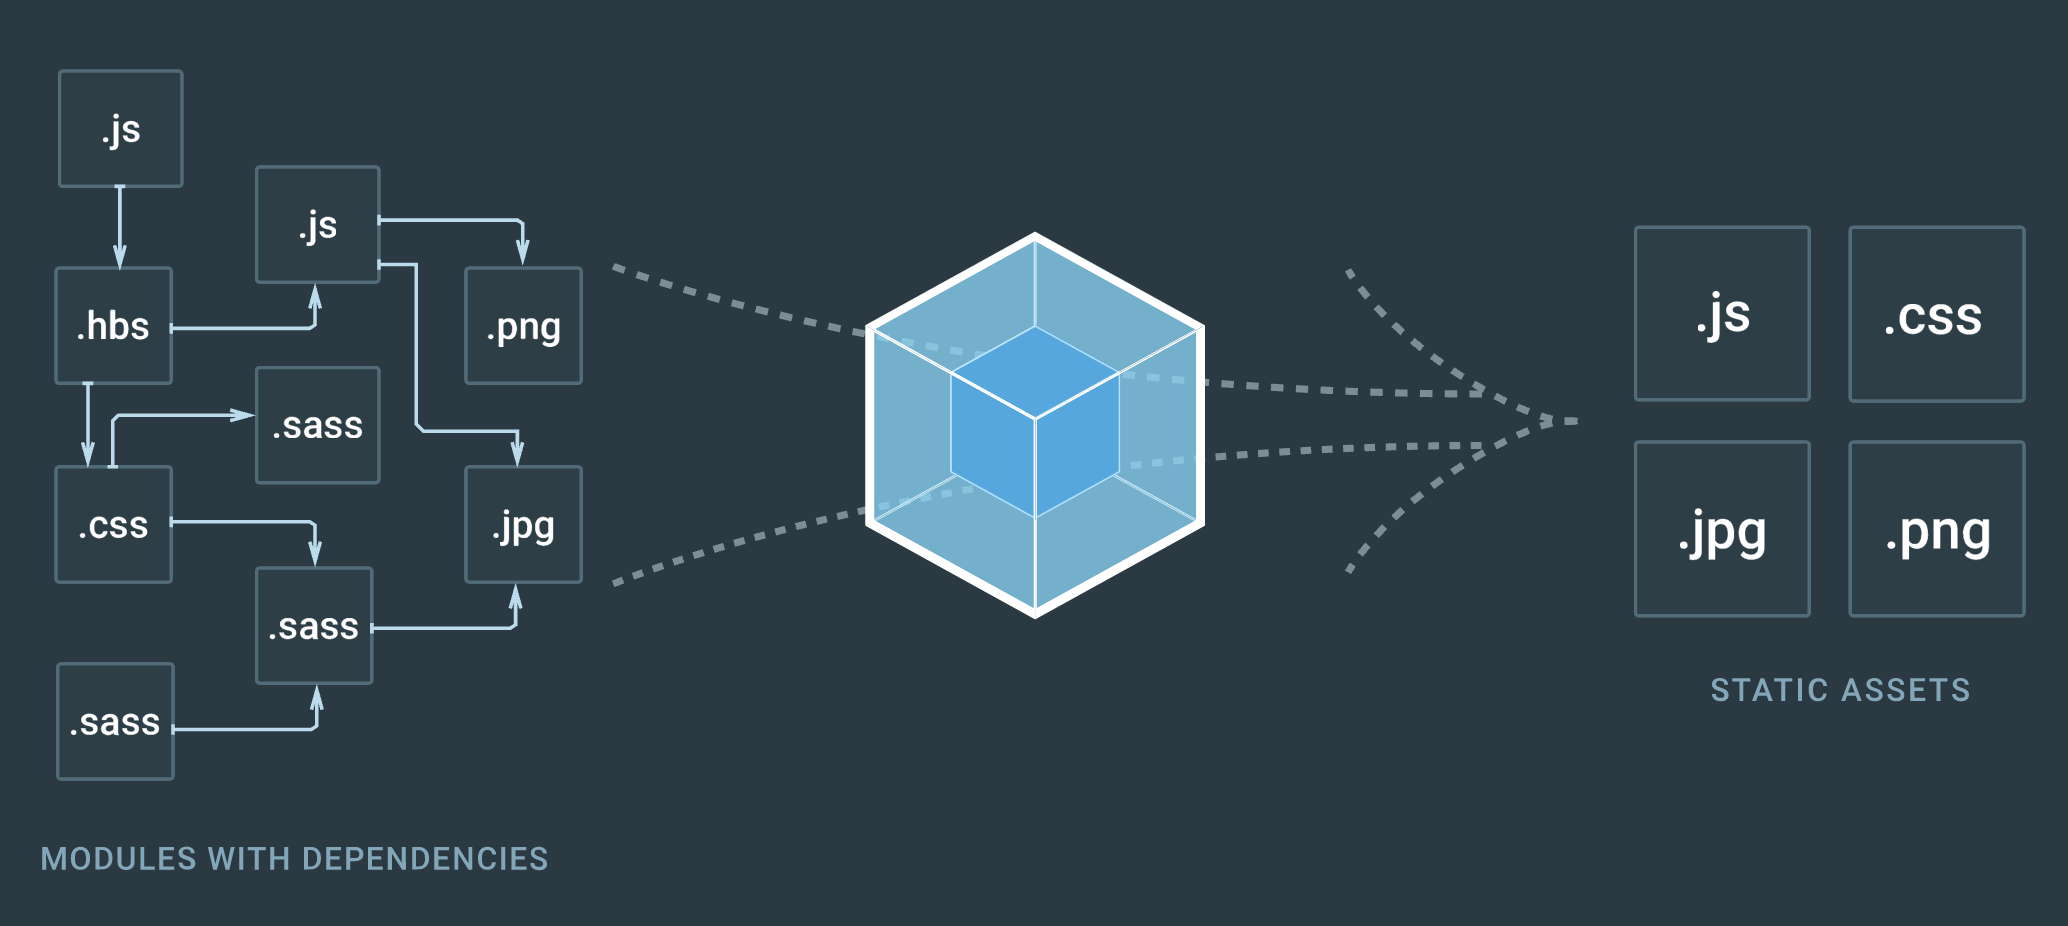 .js
.js
.hbs
.png
.sass
.css
.jpg
.sass
.sass
MODULES WITH DEPENDENCIES
.js
.css
.jpg
.png
STATIC ASSETS